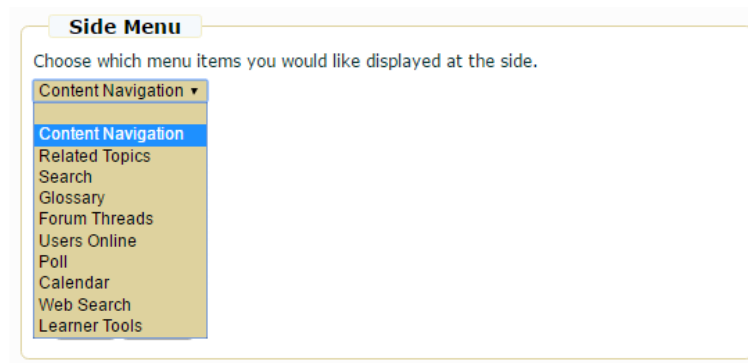 Side Menu
Choose which menu items you would like displayed at the side.
Content Navigation ▾
Content Navigation
Related Topics
Search
Glossary
Forum Threads
Users Online
Poll
Calendar
Web Search
Learner Tools